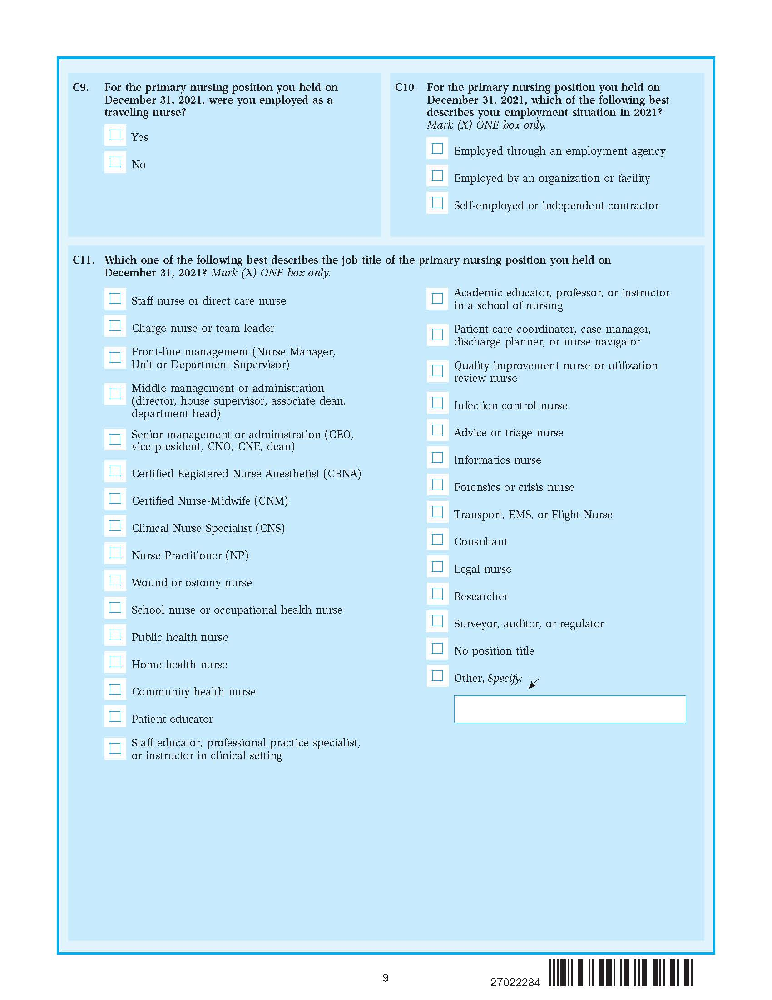 C9. For the primary nursing position you held on
December 31, 2021, were you employed as a
traveling nurse?
Yes
No
C10. For the primary nursing position you held on
December 31, 2021, which of the following best
describes your employment situation in 2021?
Mark (X) ONE box only.
Employed through an employment agency
Employed by an organization or facility
Self-employed or independent contractor
C11. Which one of the following best describes the job title of the primary nursing position you held on
December 31, 2021? Mark (X) ONE box only.
Staff nurse or direct care nurse
Charge nurse or team leader
Front-line management (Nurse Manager,
Unit or Department Supervisor)
Middle management or administration
(director, house supervisor, associate dean,
department head)
Senior management or administration (CEO,
vice president, CNO, CNE, dean)
Certified Registered Nurse Anesthetist (CRNA)
Certified Nurse-Midwife (CNM)
Clinical Nurse Specialist (CNS)
Nurse Practitioner (NP)
Wound or ostomy nurse
School nurse or occupational health nurse
Public health nurse
Home health nurse
Community health nurse
Patient educator
Staff educator, professional practice specialist,
or instructor in clinical setting
Academic educator, professor, or instructor
in a school of nursing
Patient care coordinator, case manager,
discharge planner, or nurse navigator
Quality improvement nurse or utilization
review nurse
Infection control nurse
Advice or triage nurse
Informatics nurse
Forensics or crisis nurse
Transport, EMS, or Flight Nurse
Consultant
Legal nurse
Researcher
Surveyor, auditor, or regulator
No position title
Other, Specify:
9
27022284